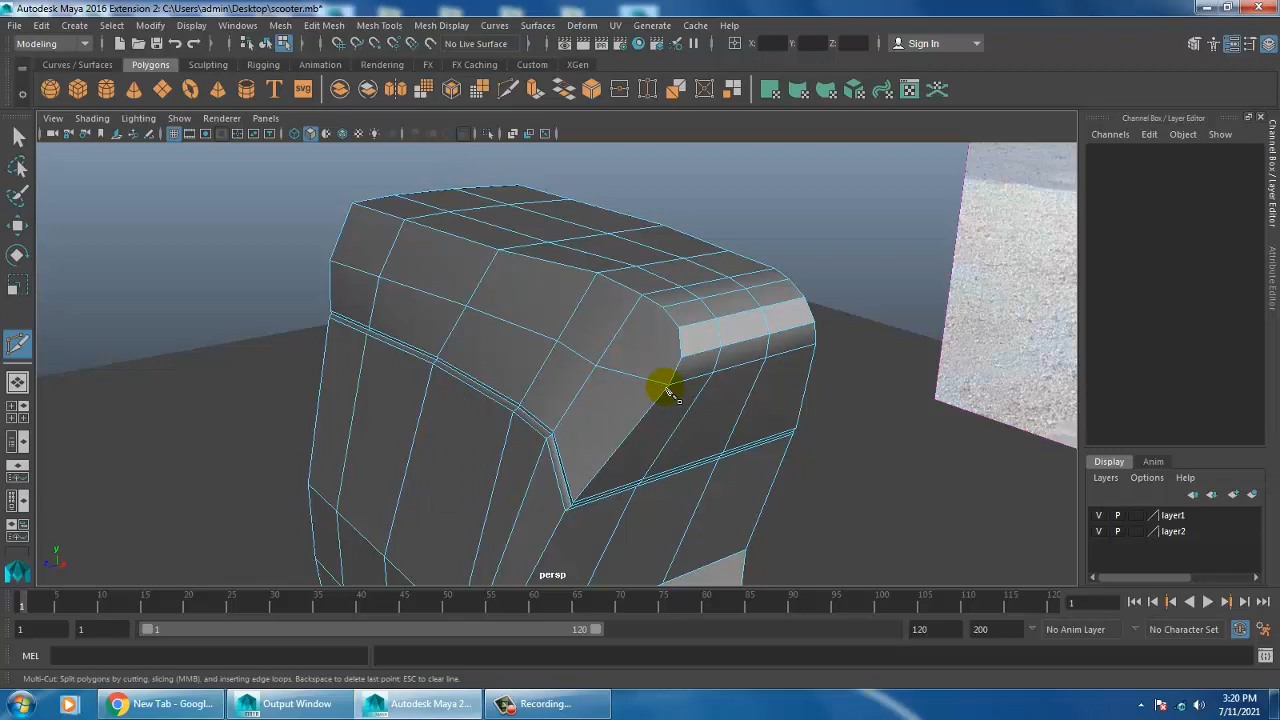 Autodesk Maya 2016 Extension 2: C:\Users\admin\Desktop\scooter.mb*
File Edit Create Select Modify Display Windows Mesh Edit Mesh Mesh Tools Mesh Display Curves Surfaces Deform UV Generate Cache Help
Modeling No Live Surface X: Y: Z: Sign In
Curves / Surfaces Polygons Sculpting Rigging Animation Rendering FX FX Caching Custom XGen
svg
View Shading Lighting Show Renderer Panels
Channel Box / Layer Editor
Channels Edit Object Show
Channel Box / Layer Editor
Attribute Editor
Display Anim
Layers Options Help
V P layer1
V P layer2
y
z
persp
1 5 10 15 20 25 30 35 40 45 50 55 60 65 70 75 80 85 90 95 100 105 110 115 120
1
1 1 1 120 120 200 No Anim Layer No Character Set
MEL
Multi-Cut: Split polygons by cutting, slicing (MMB), and inserting edge loops. Backspace to delete last point; ESC to clear line.
New Tab - Googl... Output Window Autodesk Maya 2... Recording...
3:20 PM
7/11/2021